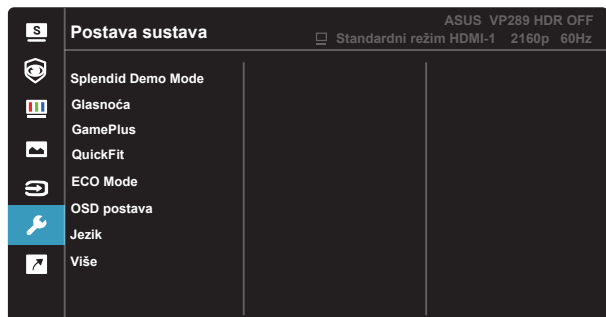 S
Postava sustava
ASUS VP289 HDR OFF
Standardni režim HDMI-1 2160p 60Hz
Splendid Demo Mode
Glasnoća
GamePlus
QuickFit
ECO Mode
OSD postava
Jezik
Više